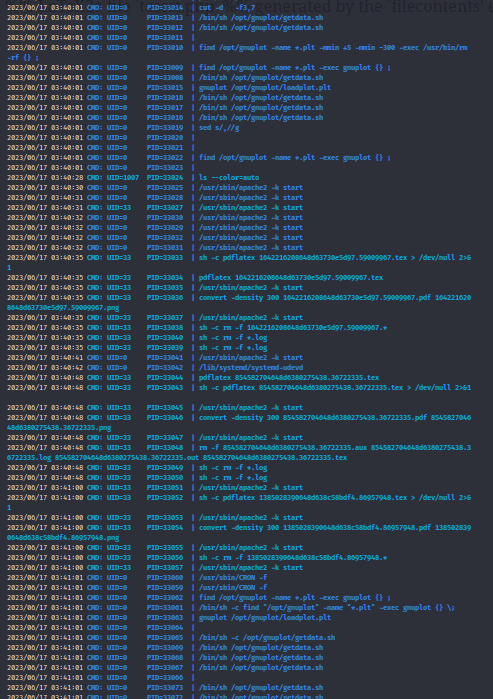 generated by the 'filecontents' e
2023/06/17 03:40:01 CMD: UID=0 PID=33014 | cut -d -f3,7
2023/06/17 03:40:01 CMD: UID=0 PID=33013 | /bin/sh /opt/gnuplot/getdata.sh
2023/06/17 03:40:01 CMD: UID=0 PID=33012 | /bin/sh /opt/gnuplot/getdata.sh
2023/06/17 03:40:01 CMD: UID=0 PID=33011 |
2023/06/17 03:40:01 CMD: UID=0 PID=33010 | find /opt/gnuplot -name *.plt -mmin +5 -mmin -300 -exec /usr/bin/rm
-rf {} ;
2023/06/17 03:40:01 CMD: UID=0 PID=33009 | find /opt/gnuplot -name *.plt -exec gnuplot {} ;
2023/06/17 03:40:01 CMD: UID=0 PID=33008 | /bin/sh /opt/gnuplot/getdata.sh
2023/06/17 03:40:01 CMD: UID=0 PID=33015 | gnuplot /opt/gnuplot/loadplot.plt
2023/06/17 03:40:01 CMD: UID=0 PID=33018 | /bin/sh /opt/gnuplot/getdata.sh
2023/06/17 03:40:01 CMD: UID=0 PID=33017 | /bin/sh /opt/gnuplot/getdata.sh
2023/06/17 03:40:01 CMD: UID=0 PID=33016 | /bin/sh /opt/gnuplot/getdata.sh
2023/06/17 03:40:01 CMD: UID=0 PID=33019 | sed s/,//g
2023/06/17 03:40:01 CMD: UID=0 PID=33020 |
2023/06/17 03:40:01 CMD: UID=0 PID=33021 |
2023/06/17 03:40:01 CMD: UID=0 PID=33022 | find /opt/gnuplot -name *.plt -exec gnuplot {} ;
2023/06/17 03:40:01 CMD: UID=0 PID=33023 |
2023/06/17 03:40:28 CMD: UID=1007 PID=33024 | ls --color=auto
2023/06/17 03:40:30 CMD: UID=0 PID=33025 | /usr/sbin/apache2 -k start
2023/06/17 03:40:31 CMD: UID=0 PID=33028 | /usr/sbin/apache2 -k start
2023/06/17 03:40:31 CMD: UID=33 PID=33027 | /usr/sbin/apache2 -k start
2023/06/17 03:40:32 CMD: UID=0 PID=33030 | /usr/sbin/apache2 -k start
2023/06/17 03:40:32 CMD: UID=0 PID=33029 | /usr/sbin/apache2 -k start
2023/06/17 03:40:32 CMD: UID=0 PID=33032 | /usr/sbin/apache2 -k start
2023/06/17 03:40:32 CMD: UID=0 PID=33031 | /usr/sbin/apache2 -k start
2023/06/17 03:40:35 CMD: UID=33 PID=33033 | sh -c pdflatex 1642216208648d63730e5d97.59009967.tex > /dev/null 2>&
1
2023/06/17 03:40:35 CMD: UID=33 PID=33034 | pdflatex 1642216208648d63730e5d97.59009967.tex
2023/06/17 03:40:35 CMD: UID=33 PID=33035 | /usr/sbin/apache2 -k start
2023/06/17 03:40:35 CMD: UID=33 PID=33036 | convert -density 300 1642216208648d63730e5d97.59009967.pdf 164221620
8648d63730e5d97.59009967.png
2023/06/17 03:40:35 CMD: UID=33 PID=33037 | /usr/sbin/apache2 -k start
2023/06/17 03:40:35 CMD: UID=33 PID=33038 | sh -c rm -f 1642216208648d63730e5d97.59009967.*
2023/06/17 03:40:35 CMD: UID=33 PID=33040 | sh -c rm -f *.log
2023/06/17 03:40:35 CMD: UID=33 PID=33039 | sh -c rm -f *.log
2023/06/17 03:40:41 CMD: UID=0 PID=33041 | /usr/sbin/apache2 -k start
2023/06/17 03:40:42 CMD: UID=0 PID=33042 | /lib/systemd/systemd-udevd
2023/06/17 03:40:48 CMD: UID=33 PID=33044 | pdflatex 854582704648d6380275438.36722335.tex
2023/06/17 03:40:48 CMD: UID=33 PID=33043 | sh -c pdflatex 854582704648d6380275438.36722335.tex > /dev/null 2>&1
2023/06/17 03:40:48 CMD: UID=33 PID=33045 | /usr/sbin/apache2 -k start
2023/06/17 03:40:48 CMD: UID=33 PID=33046 | convert -density 300 854582704648d6380275438.36722335.pdf 8545827046
48d6380275438.36722335.png
2023/06/17 03:40:48 CMD: UID=33 PID=33047 | /usr/sbin/apache2 -k start
2023/06/17 03:40:48 CMD: UID=33 PID=33048 | rm -f 854582704648d6380275438.36722335.aux 854582704648d6380275438.3
6722335.log 854582704648d6380275438.36722335.out 854582704648d6380275438.36722335.tex
2023/06/17 03:40:48 CMD: UID=33 PID=33049 | sh -c rm -f *.log
2023/06/17 03:40:48 CMD: UID=33 PID=33050 | sh -c rm -f *.log
2023/06/17 03:41:00 CMD: UID=33 PID=33051 | /usr/sbin/apache2 -k start
2023/06/17 03:41:00 CMD: UID=33 PID=33052 | sh -c pdflatex 1385028390648d638c58bdf4.86957948.tex > /dev/null 2>&
1
2023/06/17 03:41:00 CMD: UID=33 PID=33053 | /usr/sbin/apache2 -k start
2023/06/17 03:41:00 CMD: UID=33 PID=33054 | convert -density 300 1385028390648d638c58bdf4.86957948.pdf 138502839
0648d638c58bdf4.86957948.png
2023/06/17 03:41:00 CMD: UID=33 PID=33055 | /usr/sbin/apache2 -k start
2023/06/17 03:41:00 CMD: UID=33 PID=33056 | sh -c rm -f 1385028390648d638c58bdf4.86957948.*
2023/06/17 03:41:00 CMD: UID=33 PID=33057 | /usr/sbin/apache2 -k start
2023/06/17 03:41:01 CMD: UID=0 PID=33060 | /usr/sbin/CRON -f
2023/06/17 03:41:01 CMD: UID=0 PID=33059 | /usr/sbin/CRON -f
2023/06/17 03:41:01 CMD: UID=0 PID=33062 | find /opt/gnuplot -name *.plt -exec gnuplot {} ;
2023/06/17 03:41:01 CMD: UID=0 PID=33061 | /bin/sh -c find "/opt/gnuplot" -name "*.plt" -exec gnuplot {} \;
2023/06/17 03:41:01 CMD: UID=0 PID=33063 | gnuplot /opt/gnuplot/loadplot.plt
2023/06/17 03:41:01 CMD: UID=0 PID=33064 |
2023/06/17 03:41:01 CMD: UID=0 PID=33065 | /bin/sh -c /opt/gnuplot/getdata.sh
2023/06/17 03:41:01 CMD: UID=0 PID=33069 | /bin/sh /opt/gnuplot/getdata.sh
2023/06/17 03:41:01 CMD: UID=0 PID=33068 | /bin/sh /opt/gnuplot/getdata.sh
2023/06/17 03:41:01 CMD: UID=0 PID=33067 | /bin/sh /opt/gnuplot/getdata.sh
2023/06/17 03:41:01 CMD: UID=0 PID=33066 |
2023/06/17 03:41:01 CMD: UID=0 PID=33073 | /bin/sh /opt/gnuplot/getdata.sh
2023/06/17 03:41:01 CMD: UID=0 PID=33072 | /bin/sh /opt/gnuplot/getdata.sh